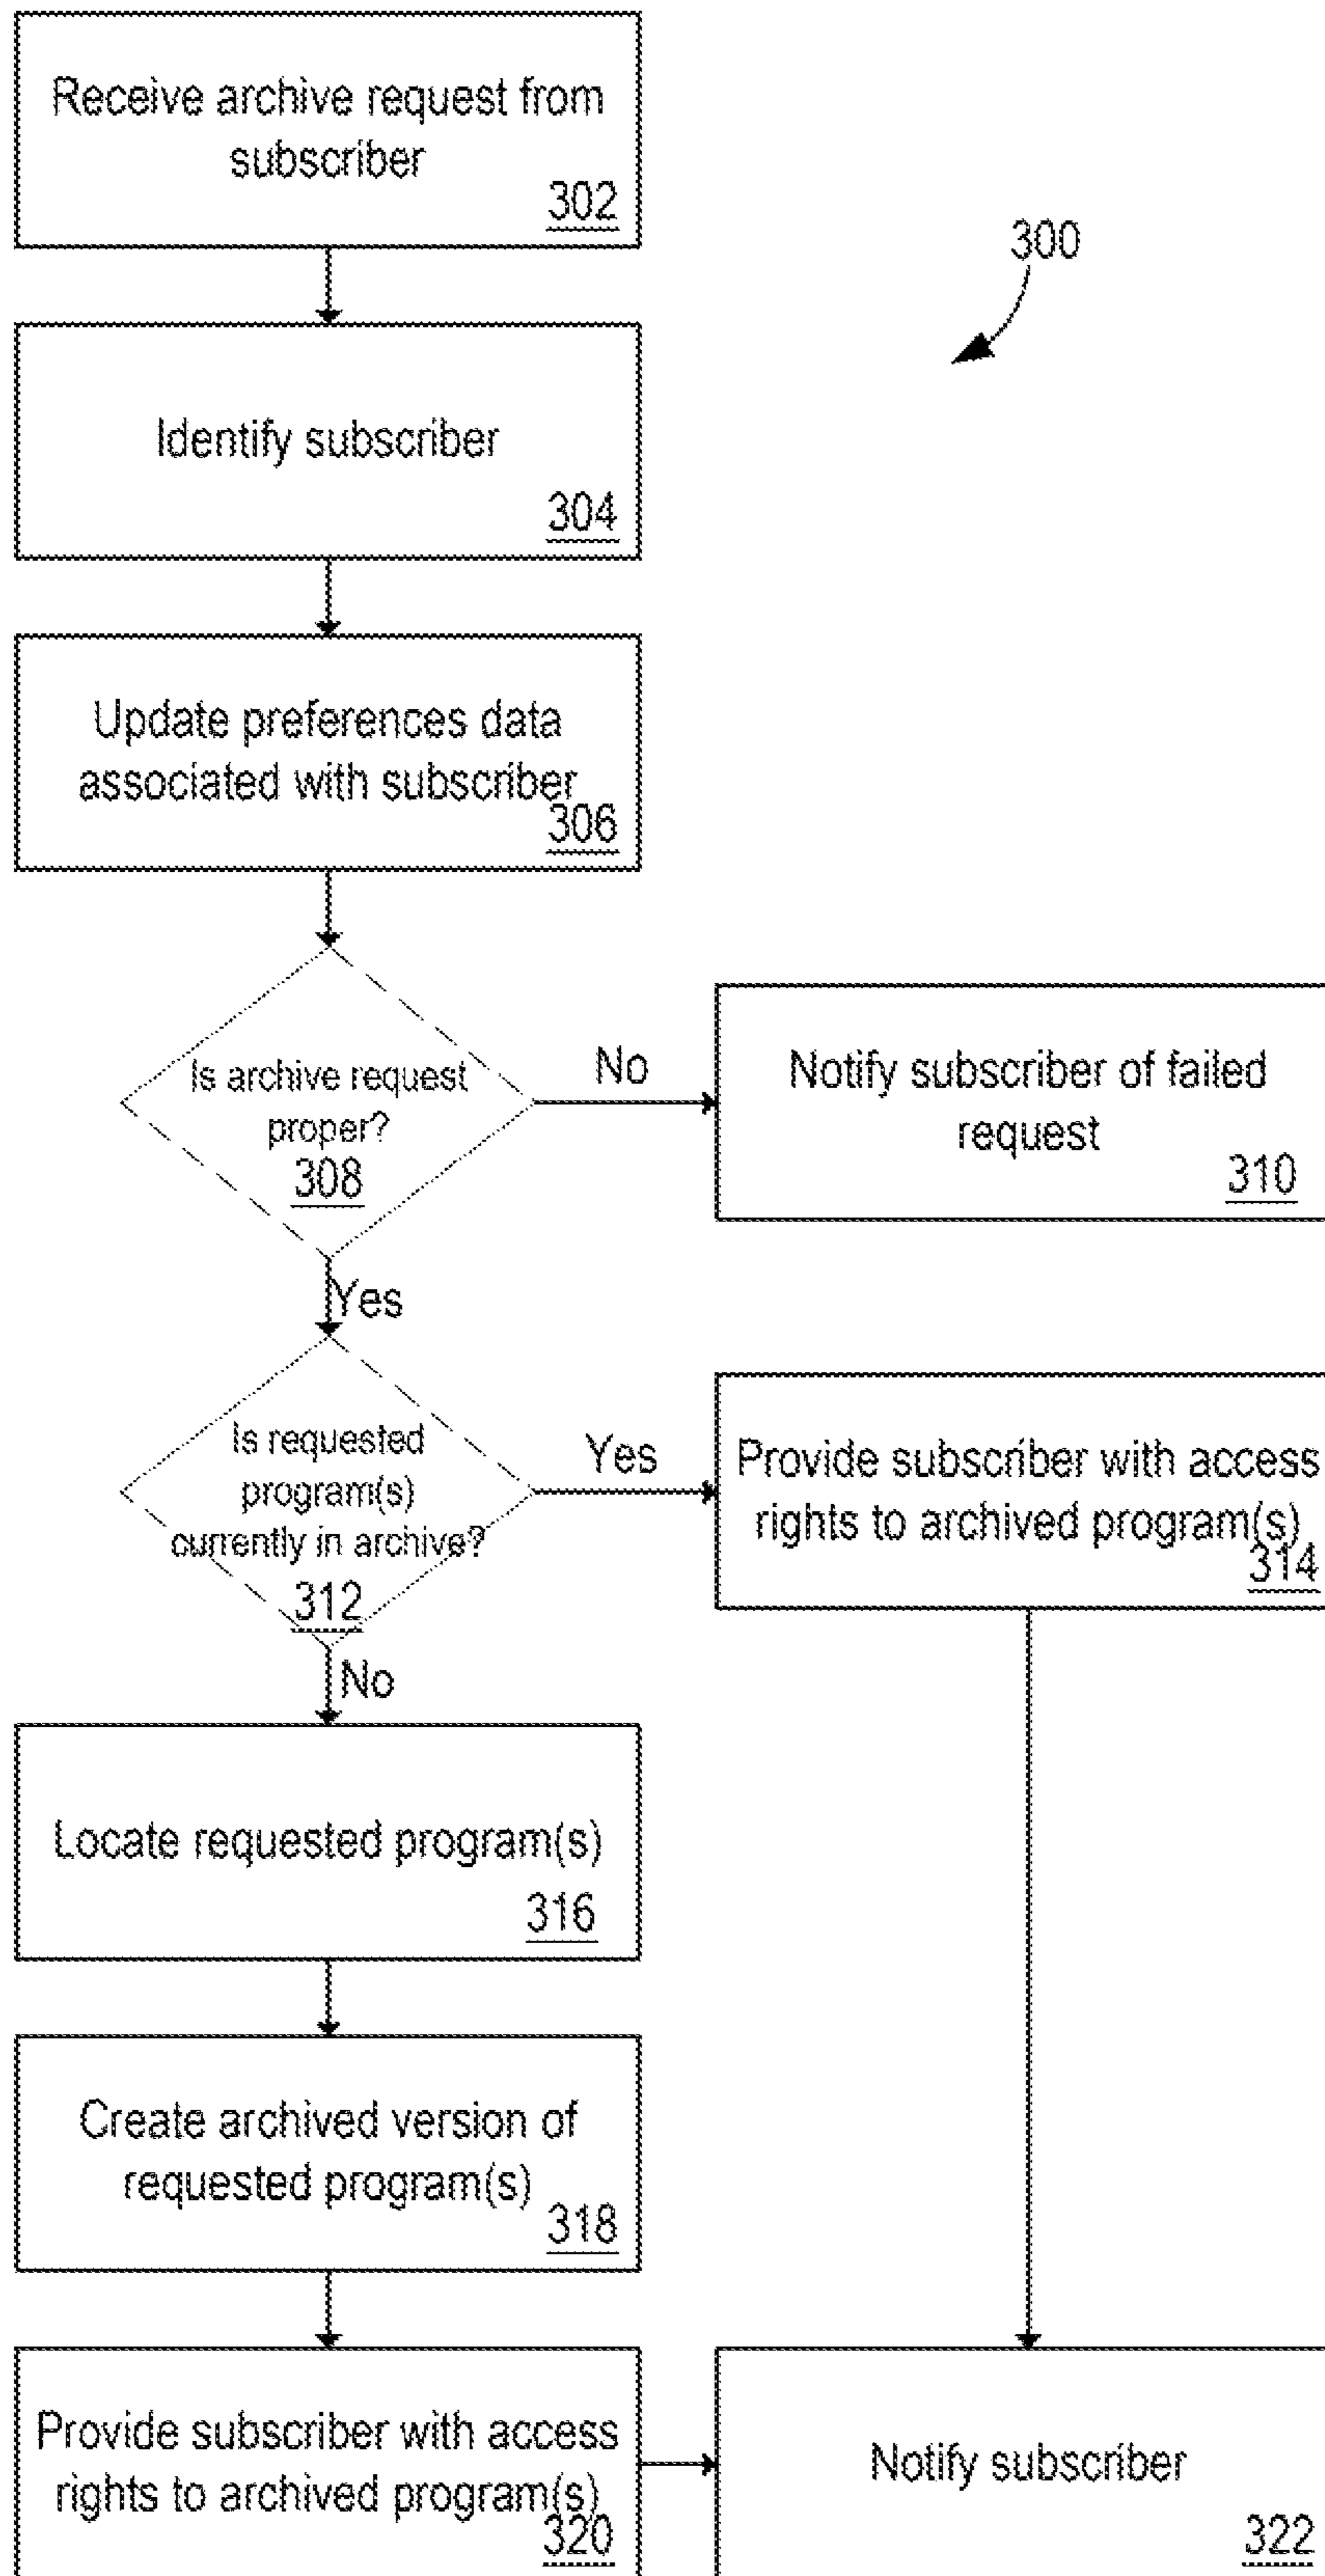 Receive archive request from
subscriber
302
300
Identify subscriber
304
Update preferences data
associated with subscriber
306
Is archive request
proper?
308
No
Notify subscriber of failed
request
310
Yes
Is requested
program(s)
currently in archive?
312
Yes
Provide subscriber with access
rights to archived program(s)
314
No
Locate requested program(s)
316
Create archived version of
requested program(s)
318
Provide subscriber with access
rights to archived program(s)
320
Notify subscriber
322